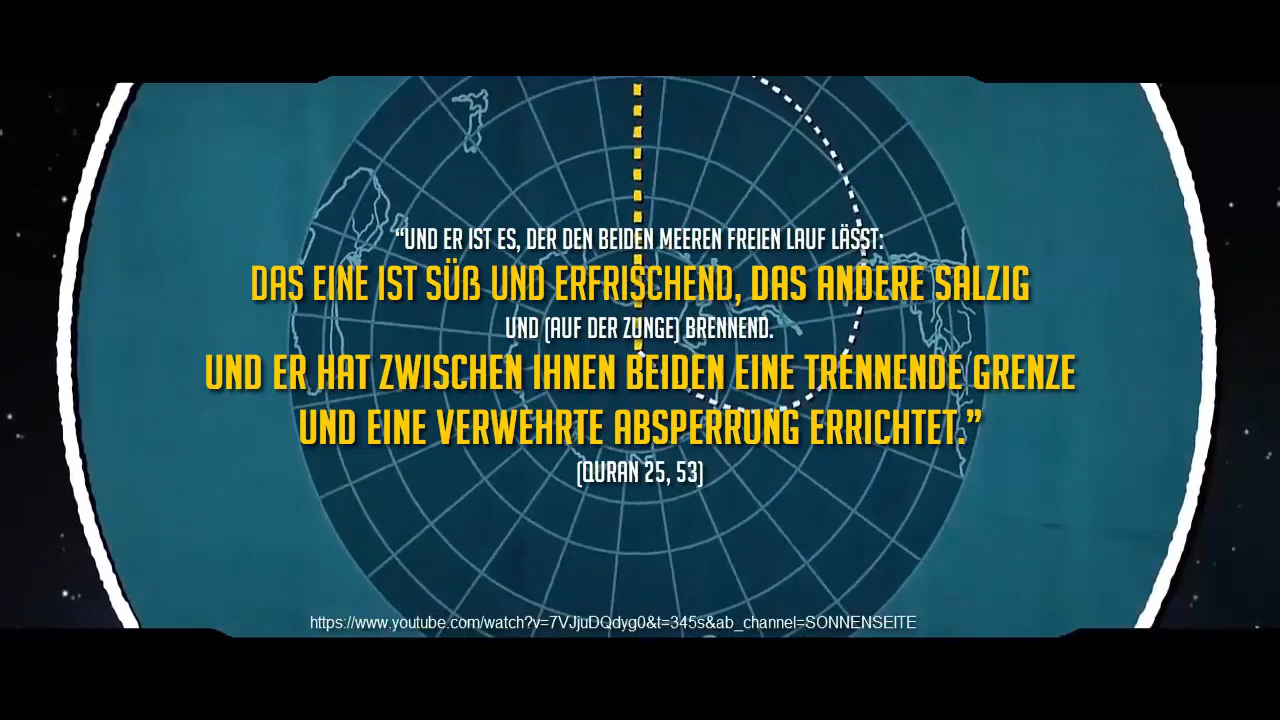 “UND ER IST ES, DER DEN BEIDEN MEEREN FREIEN LAUF LÄSST:
DAS EINE IST SÜß UND ERFRISCHEND, DAS ANDERE SALZIG
UND (AUF DER ZUNGE) BRENNEND.
UND ER HAT ZWISCHEN IHNEN BEIDEN EINE TRENNENDE GRENZE
UND EINE VERWEHRTE ABSPERRUNG ERRICHTET.”
(QURAN 25, 53)
https://www.youtube.com/watch?v=7VJjuDQdyg0&t=345s&ab_channel=SONNENSEITE